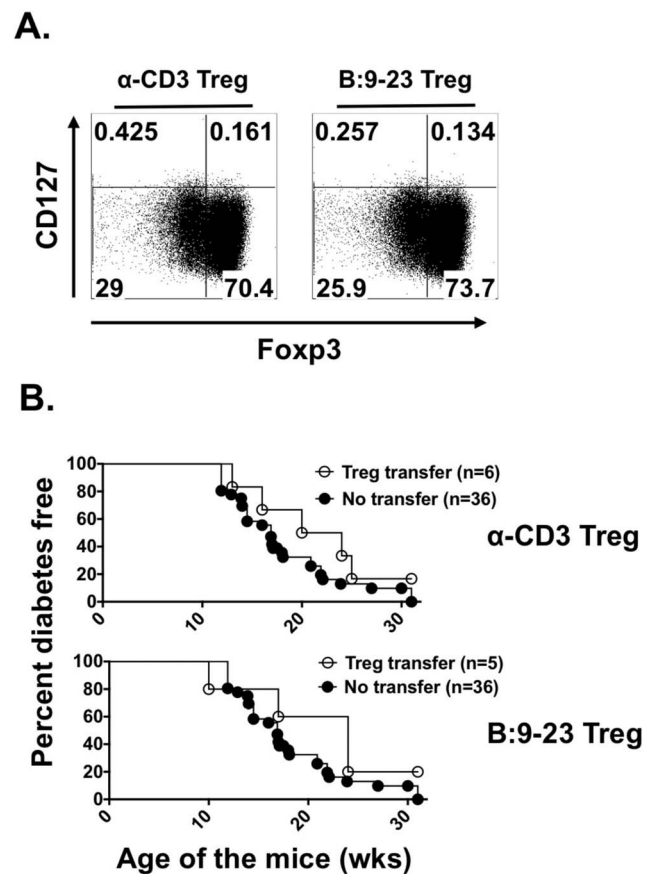 A.
α-CD3 Treg
B:9-23 Treg
0.425
0.161
0.257
0.134
CD127
29
70.4
25.9
73.7
Foxp3
B.
Percent diabetes free
100
80
60
40
20
0
0
10
20
30
Treg transfer (n=6)
No transfer (n=36)
α-CD3 Treg
100
80
60
40
20
0
0
10
20
30
Treg transfer (n=5)
No transfer (n=36)
B:9-23 Treg
Age of the mice (wks)